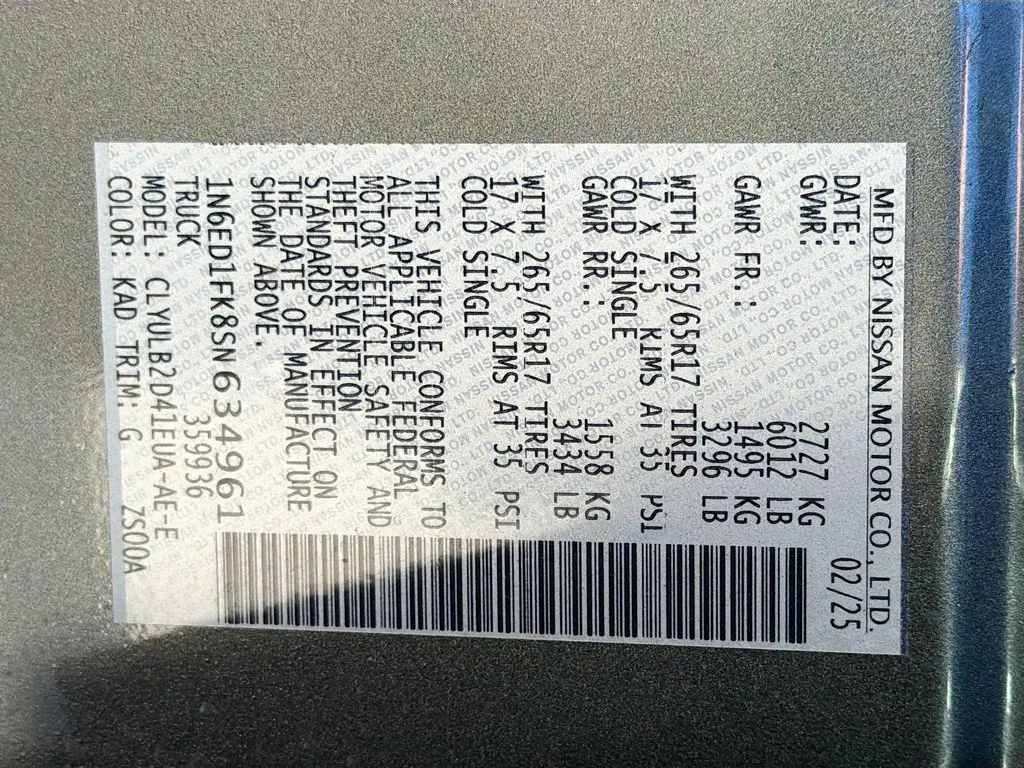 MFD BY NISSAN MOTOR CO., LTD.
DATE: 02/25
GVWR: 2727 KG
6012 LB
GAWR FR.: 1495 KG
3296 LB
WITH 265/65R17 TIRES
17 X 7.5 RIMS AT 35 PSI
COLD SINGLE
GAWR RR.: 1558 KG
3434 LB
WITH 265/65R17 TIRES
17 X 7.5 RIMS AT 35 PSI
COLD SINGLE
THIS VEHICLE CONFORMS TO
ALL APPLICABLE FEDERAL
MOTOR VEHICLE SAFETY AND
THEFT PREVENTION
STANDARDS IN EFFECT ON
THE DATE OF MANUFACTURE
SHOWN ABOVE.
1N6ED1FK8SN634961
TRUCK 359936
MODEL: CLYULB2D41EUA-AE-E
COLOR: KAD TRIM: G ZS00A